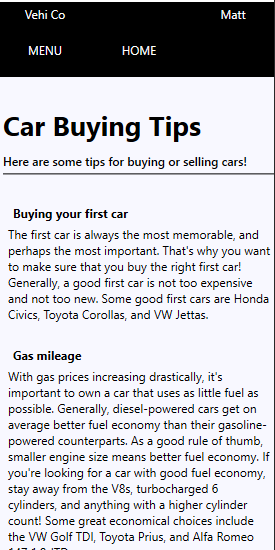 Vehi Co Matt
MENU HOME
Car Buying Tips
Here are some tips for buying or selling cars!
Buying your first car
The first car is always the most memorable, and
perhaps the most important. That's why you want
to make sure that you buy the right first car!
Generally, a good first car is not too expensive
and not too new. Some good first cars are Honda
Civics, Toyota Corollas, and VW Jettas.
Gas mileage
With gas prices increasing drastically, it's
important to own a car that uses as little fuel as
possible. Generally, diesel-powered cars get on
average better fuel economy than their gasoline-
powered counterparts. As a good rule of thumb,
smaller engine size means better fuel economy. If
you're looking for a car with good fuel economy,
stay away from the V8s, turbocharged 6
cylinders, and anything with a higher cylinder
count! Some great economical choices include
the VW Golf TDI, Toyota Prius, and Alfa Romeo